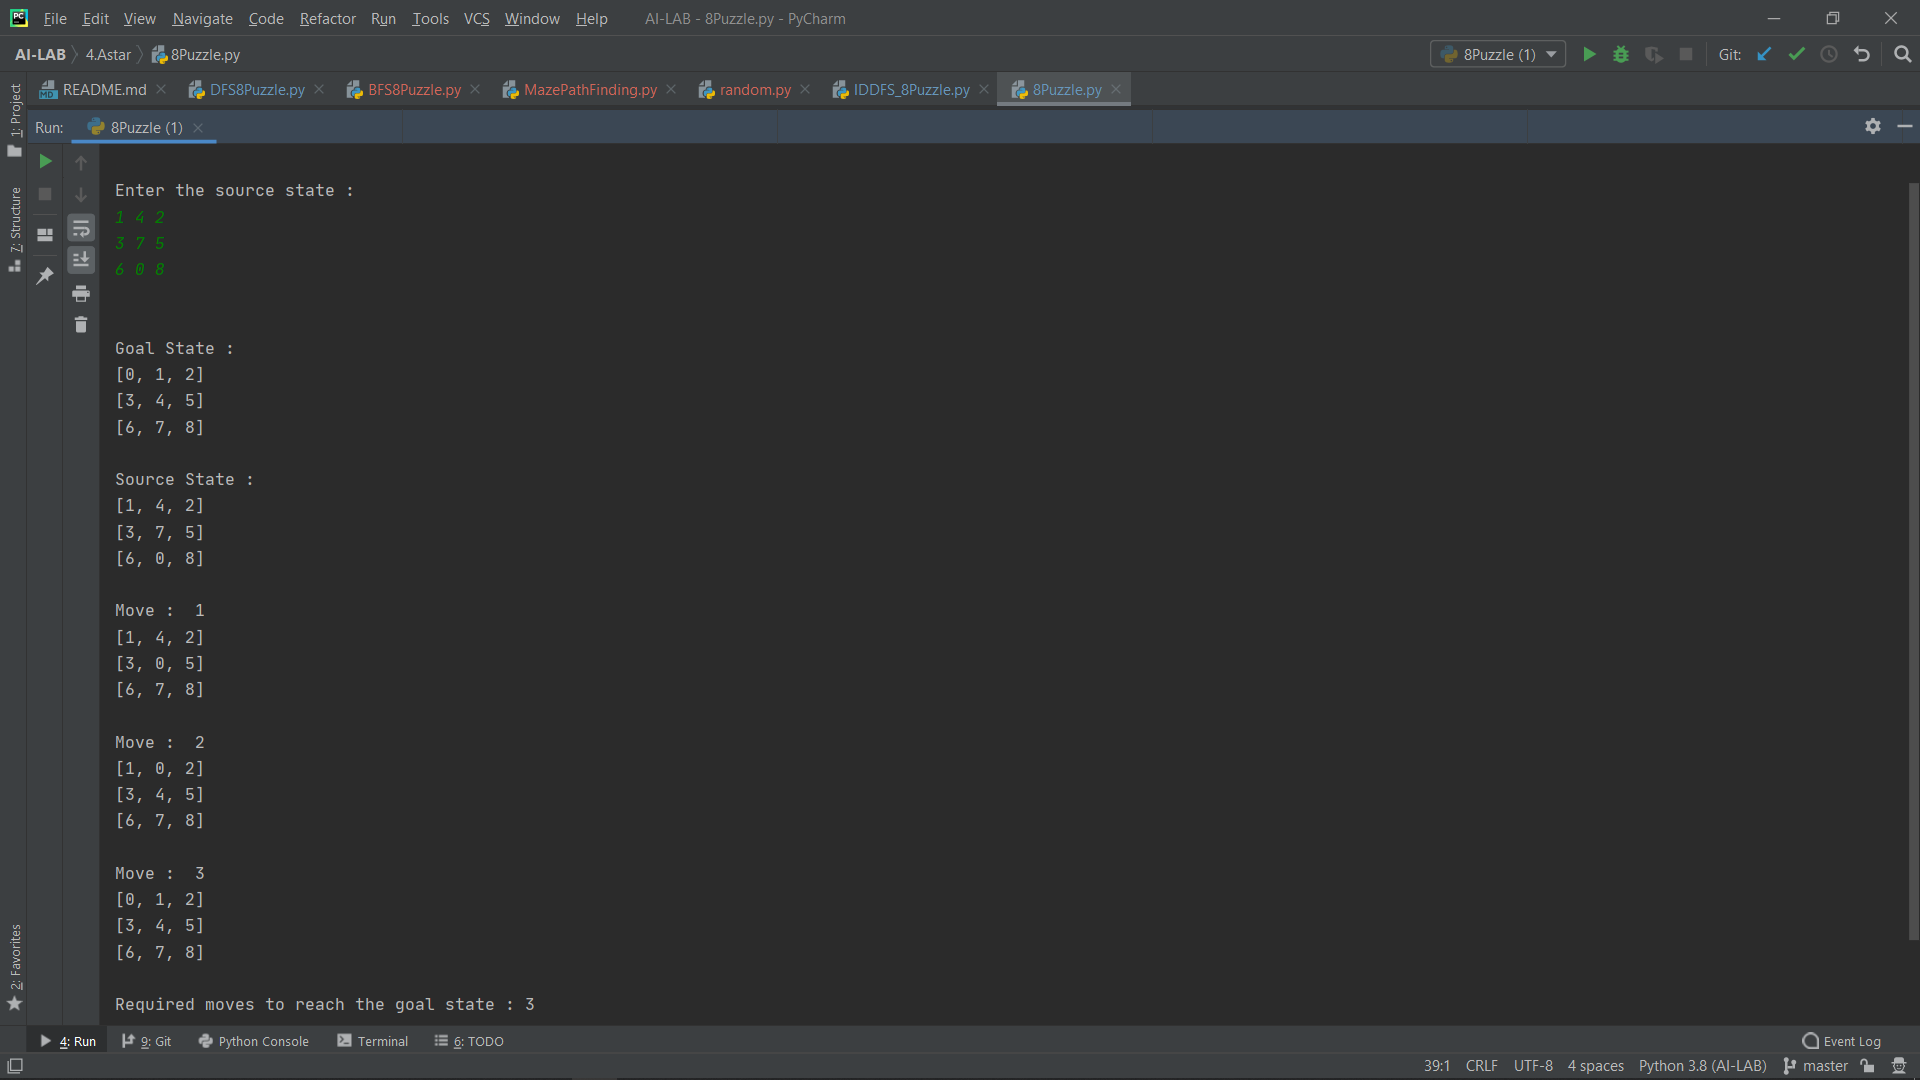 PC File Edit View Navigate Code Refactor Run Tools VCS Window Help AI-LAB - 8Puzzle.py - PyCharm
AI-LAB 4.Astar 8Puzzle.py 8Puzzle (1) Git:
README.md DFS8Puzzle.py BFS8Puzzle.py MazePathFinding.py random.py IDDFS_8Puzzle.py 8Puzzle.py
Run: 8Puzzle (1)
1: Project
7: Structure
2: Favorites
Enter the source state :
1 4 2
3 7 5
6 0 8
Goal State :
[0, 1, 2]
[3, 4, 5]
[6, 7, 8]
Source State :
[1, 4, 2]
[3, 7, 5]
[6, 0, 8]
Move :  1
[1, 4, 2]
[3, 0, 5]
[6, 7, 8]
Move :  2
[1, 0, 2]
[3, 4, 5]
[6, 7, 8]
Move :  3
[0, 1, 2]
[3, 4, 5]
[6, 7, 8]
Required moves to reach the goal state : 3
4: Run 9: Git Python Console Terminal 6: TODO Event Log
39:1 CRLF UTF-8 4 spaces Python 3.8 (AI-LAB) master